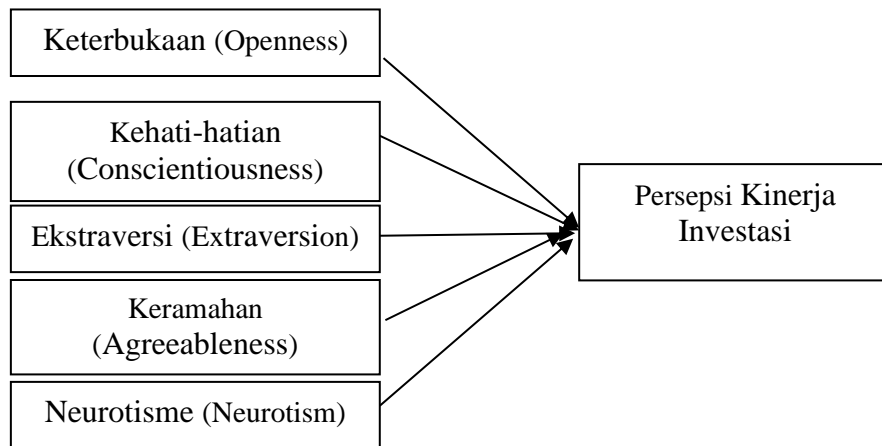 Keterbukaan (Openness)
Kehati-hatian
(Conscientiousness)
Ekstraversi (Extraversion)
Keramahan
(Agreeableness)
Neurotisme (Neurotism)
Persepsi Kinerja
Investasi